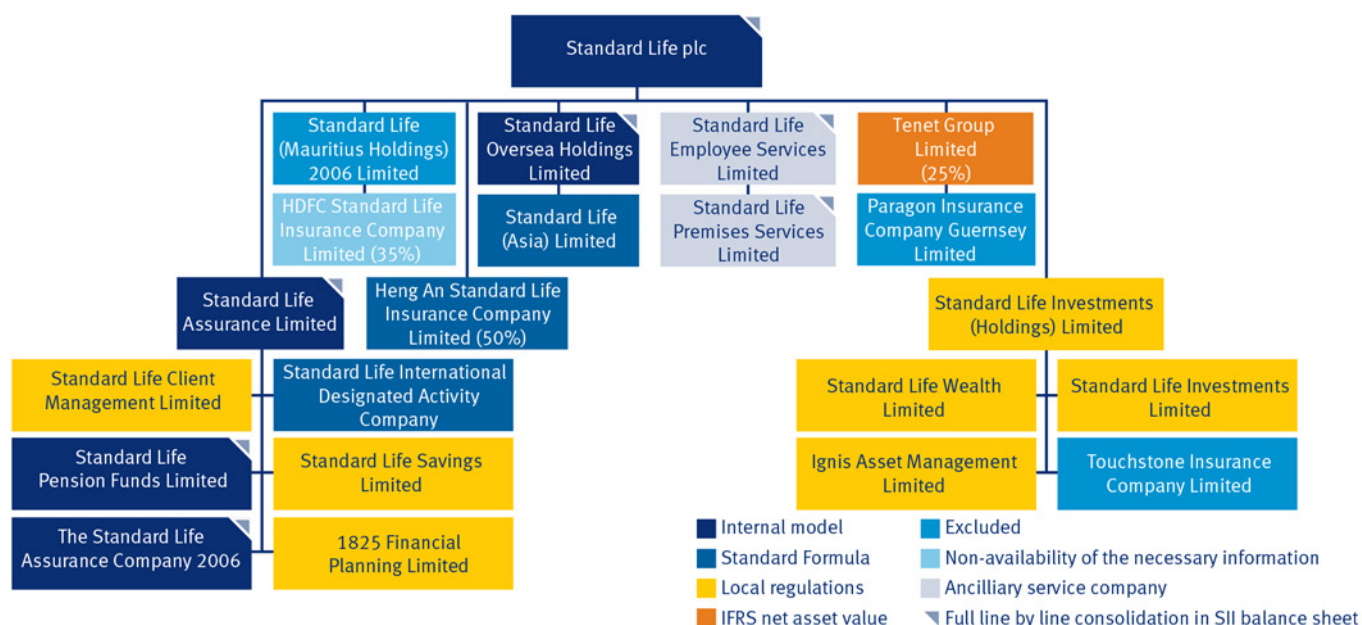 Standard Life plc
Standard Life
(Mauritius Holdings)
2006 Limited
Standard Life
Oversea Holdings
Limited
Standard Life
Employee Services
Limited
Tenet Group
Limited
(25%)
HDFC Standard Life
Insurance Company
Limited (35%)
Standard Life
(Asia) Limited
Standard Life
Premises Services
Limited
Paragon Insurance
Company Guernsey
Limited
Standard Life
Assurance Limited
Heng An Standard Life
Insurance Company
Limited (50%)
Standard Life Investments
(Holdings) Limited
Standard Life Client
Management Limited
Standard Life International
Designated Activity
Company
Standard Life Wealth
Limited
Standard Life Investments
Limited
Standard Life
Pension Funds Limited
Standard Life Savings
Limited
Ignis Asset Management
Limited
Touchstone Insurance
Company Limited
The Standard Life
Assurance Company 2006
1825 Financial
Planning Limited
Internal model
Standard Formula
Local regulations
IFRS net asset value
Excluded
Non-availability of the necessary information
Ancilliary service company
Full line by line consolidation in SII balance sheet